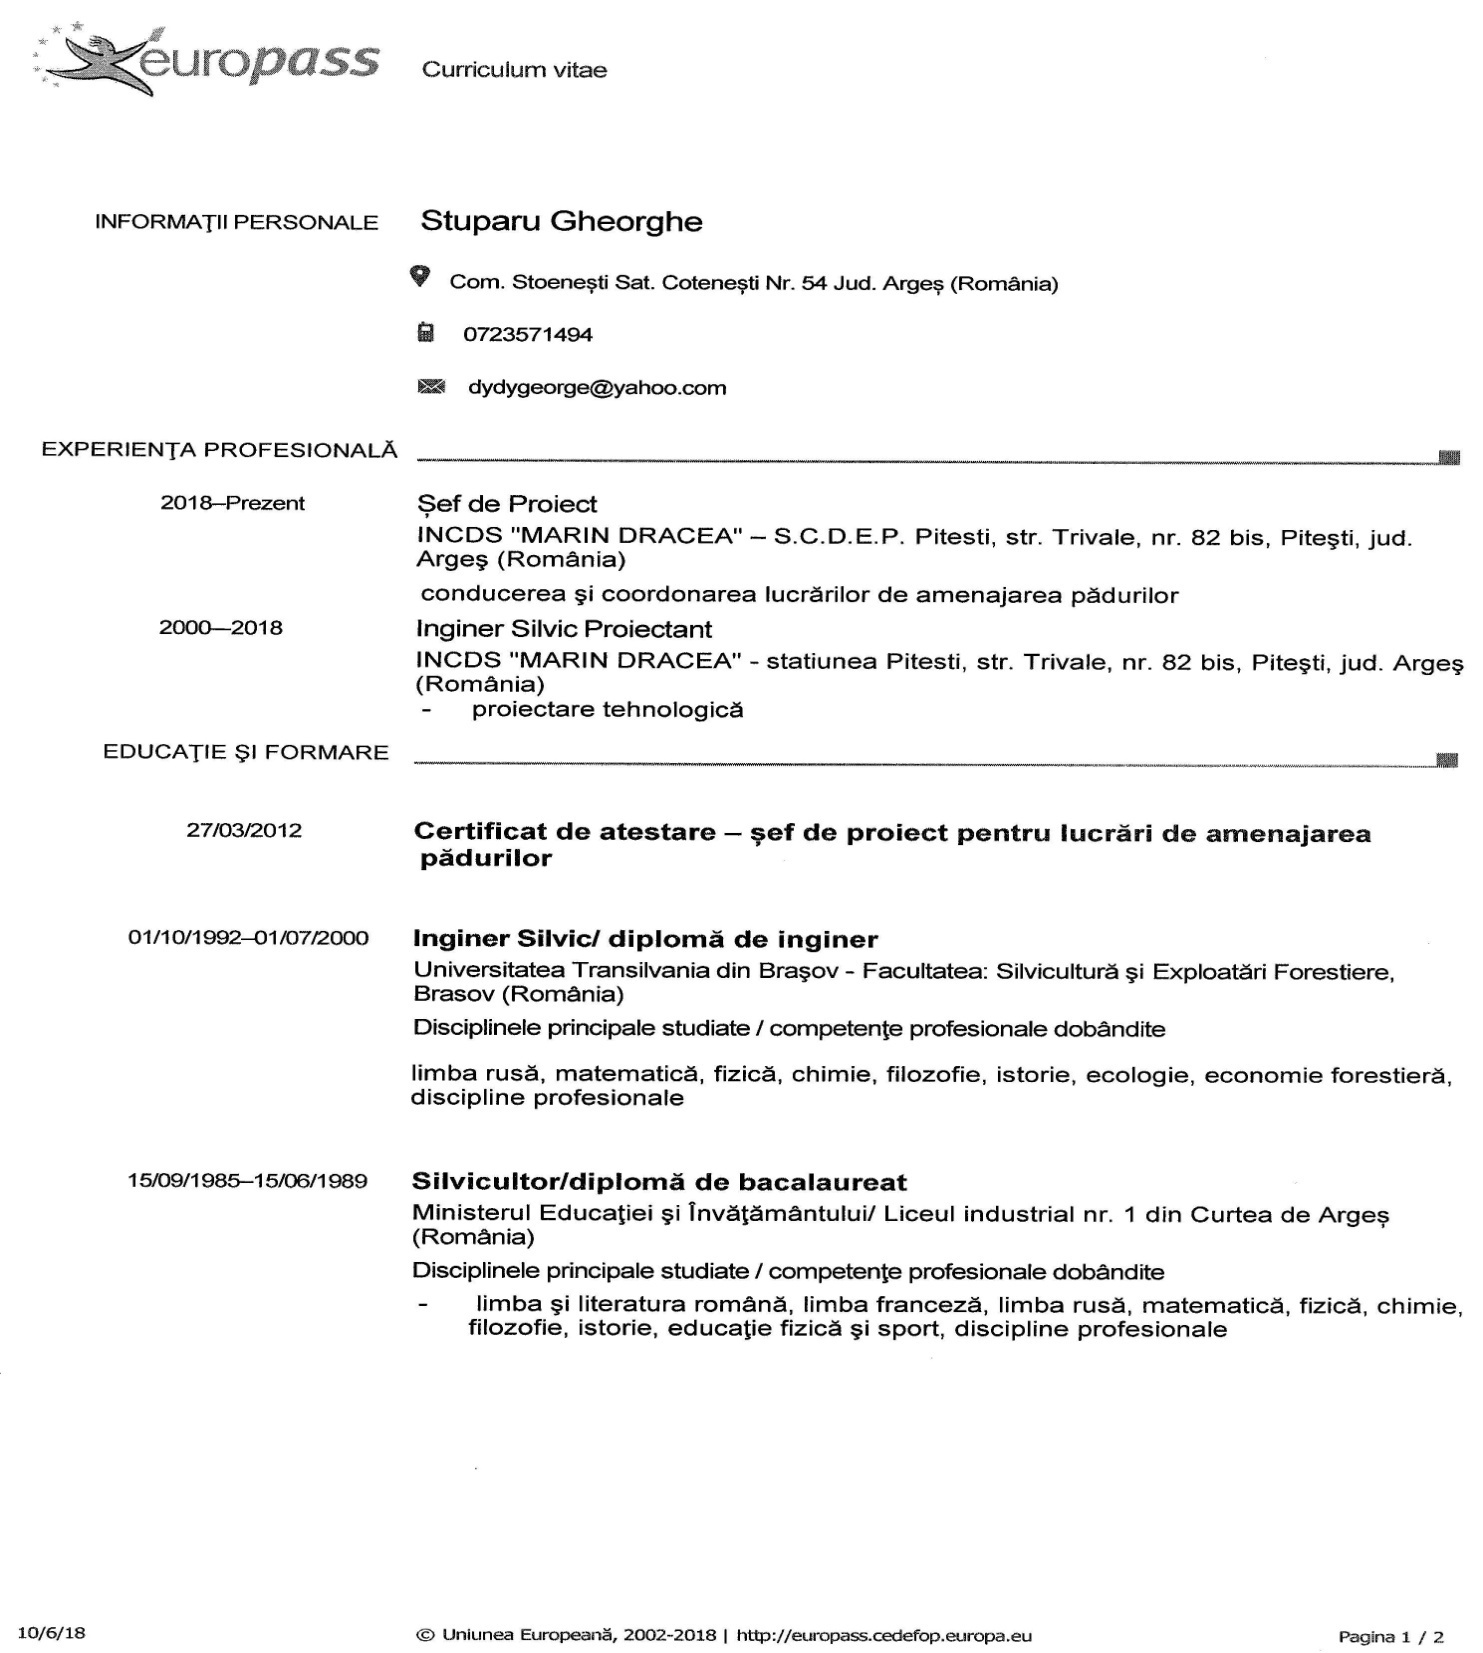 europass Curriculum vitae
INFORMAŢII PERSONALE Stuparu Gheorghe
Com. Stoenești Sat. Cotenești Nr. 54 Jud. Argeș (România)
0723571494
dydygeorge@yahoo.com
EXPERIENŢA PROFESIONALĂ
2018–Prezent Șef de Proiect
INCDS "MARIN DRACEA" – S.C.D.E.P. Pitesti, str. Trivale, nr. 82 bis, Piteşti, jud.
Argeş (România)
conducerea şi coordonarea lucrărilor de amenajarea pădurilor
2000—2018 Inginer Silvic Proiectant
INCDS "MARIN DRACEA" - statiunea Pitesti, str. Trivale, nr. 82 bis, Piteşti, jud. Argeş
(România)
- proiectare tehnologică
EDUCAŢIE ŞI FORMARE
27/03/2012 Certificat de atestare – șef de proiect pentru lucrări de amenajarea
pădurilor
01/10/1992–01/07/2000 Inginer Silvic/ diplomă de inginer
Universitatea Transilvania din Braşov - Facultatea: Silvicultură şi Exploatări Forestiere,
Brasov (România)
Disciplinele principale studiate / competenţe profesionale dobândite
limba rusă, matematică, fizică, chimie, filozofie, istorie, ecologie, economie forestieră,
discipline profesionale
15/09/1985–15/06/1989 Silvicultor/diplomă de bacalaureat
Ministerul Educaţiei şi Învăţământului/ Liceul industrial nr. 1 din Curtea de Argeș
(România)
Disciplinele principale studiate / competenţe profesionale dobândite
- limba şi literatura română, limba franceză, limba rusă, matematică, fizică, chimie,
filozofie, istorie, educaţie fizică şi sport, discipline profesionale
10/6/18 © Uniunea Europeană, 2002-2018 | http://europass.cedefop.europa.eu Pagina 1 / 2